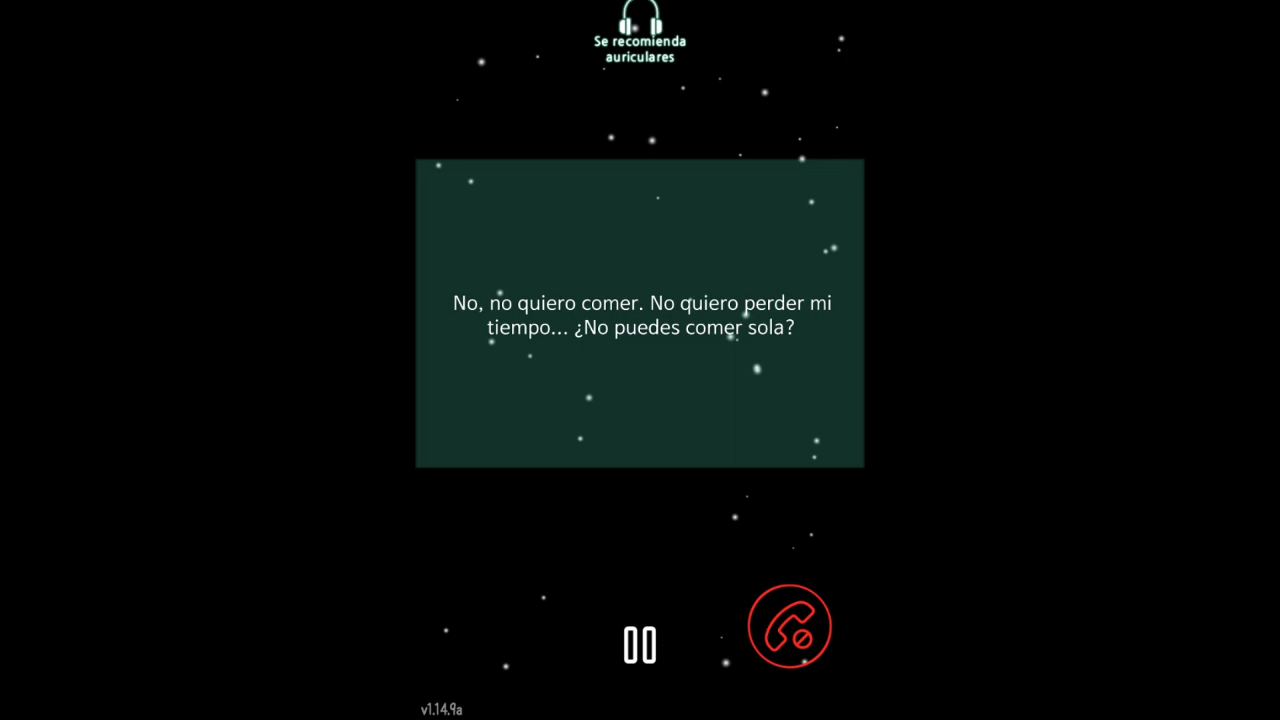 Se recomienda
auriculares
No, no quiero comer. No quiero perder mi
tiempo... ¿No puedes comer sola?
v1.14.9a